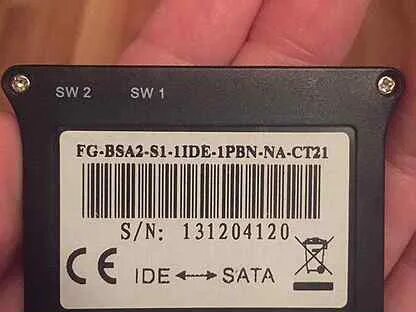 SW 2 SW 1
FG-BSA2-S1-1IDE-1PBN-NA-CT21
S/N: 131204120
CE IDE ⟷ SATA